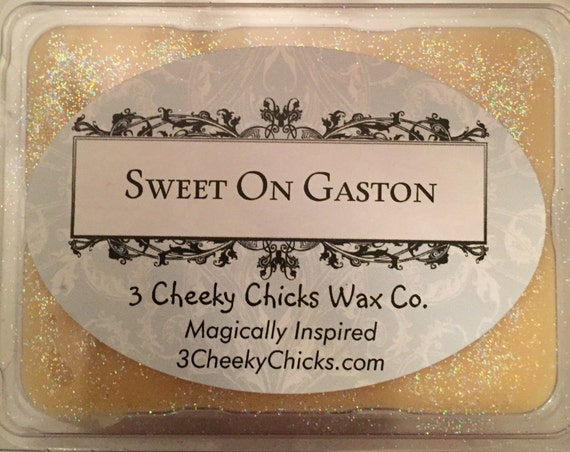 SWEET ON GASTON
3 Cheeky Chicks Wax Co.
Magically Inspired
3CheekyChicks.com